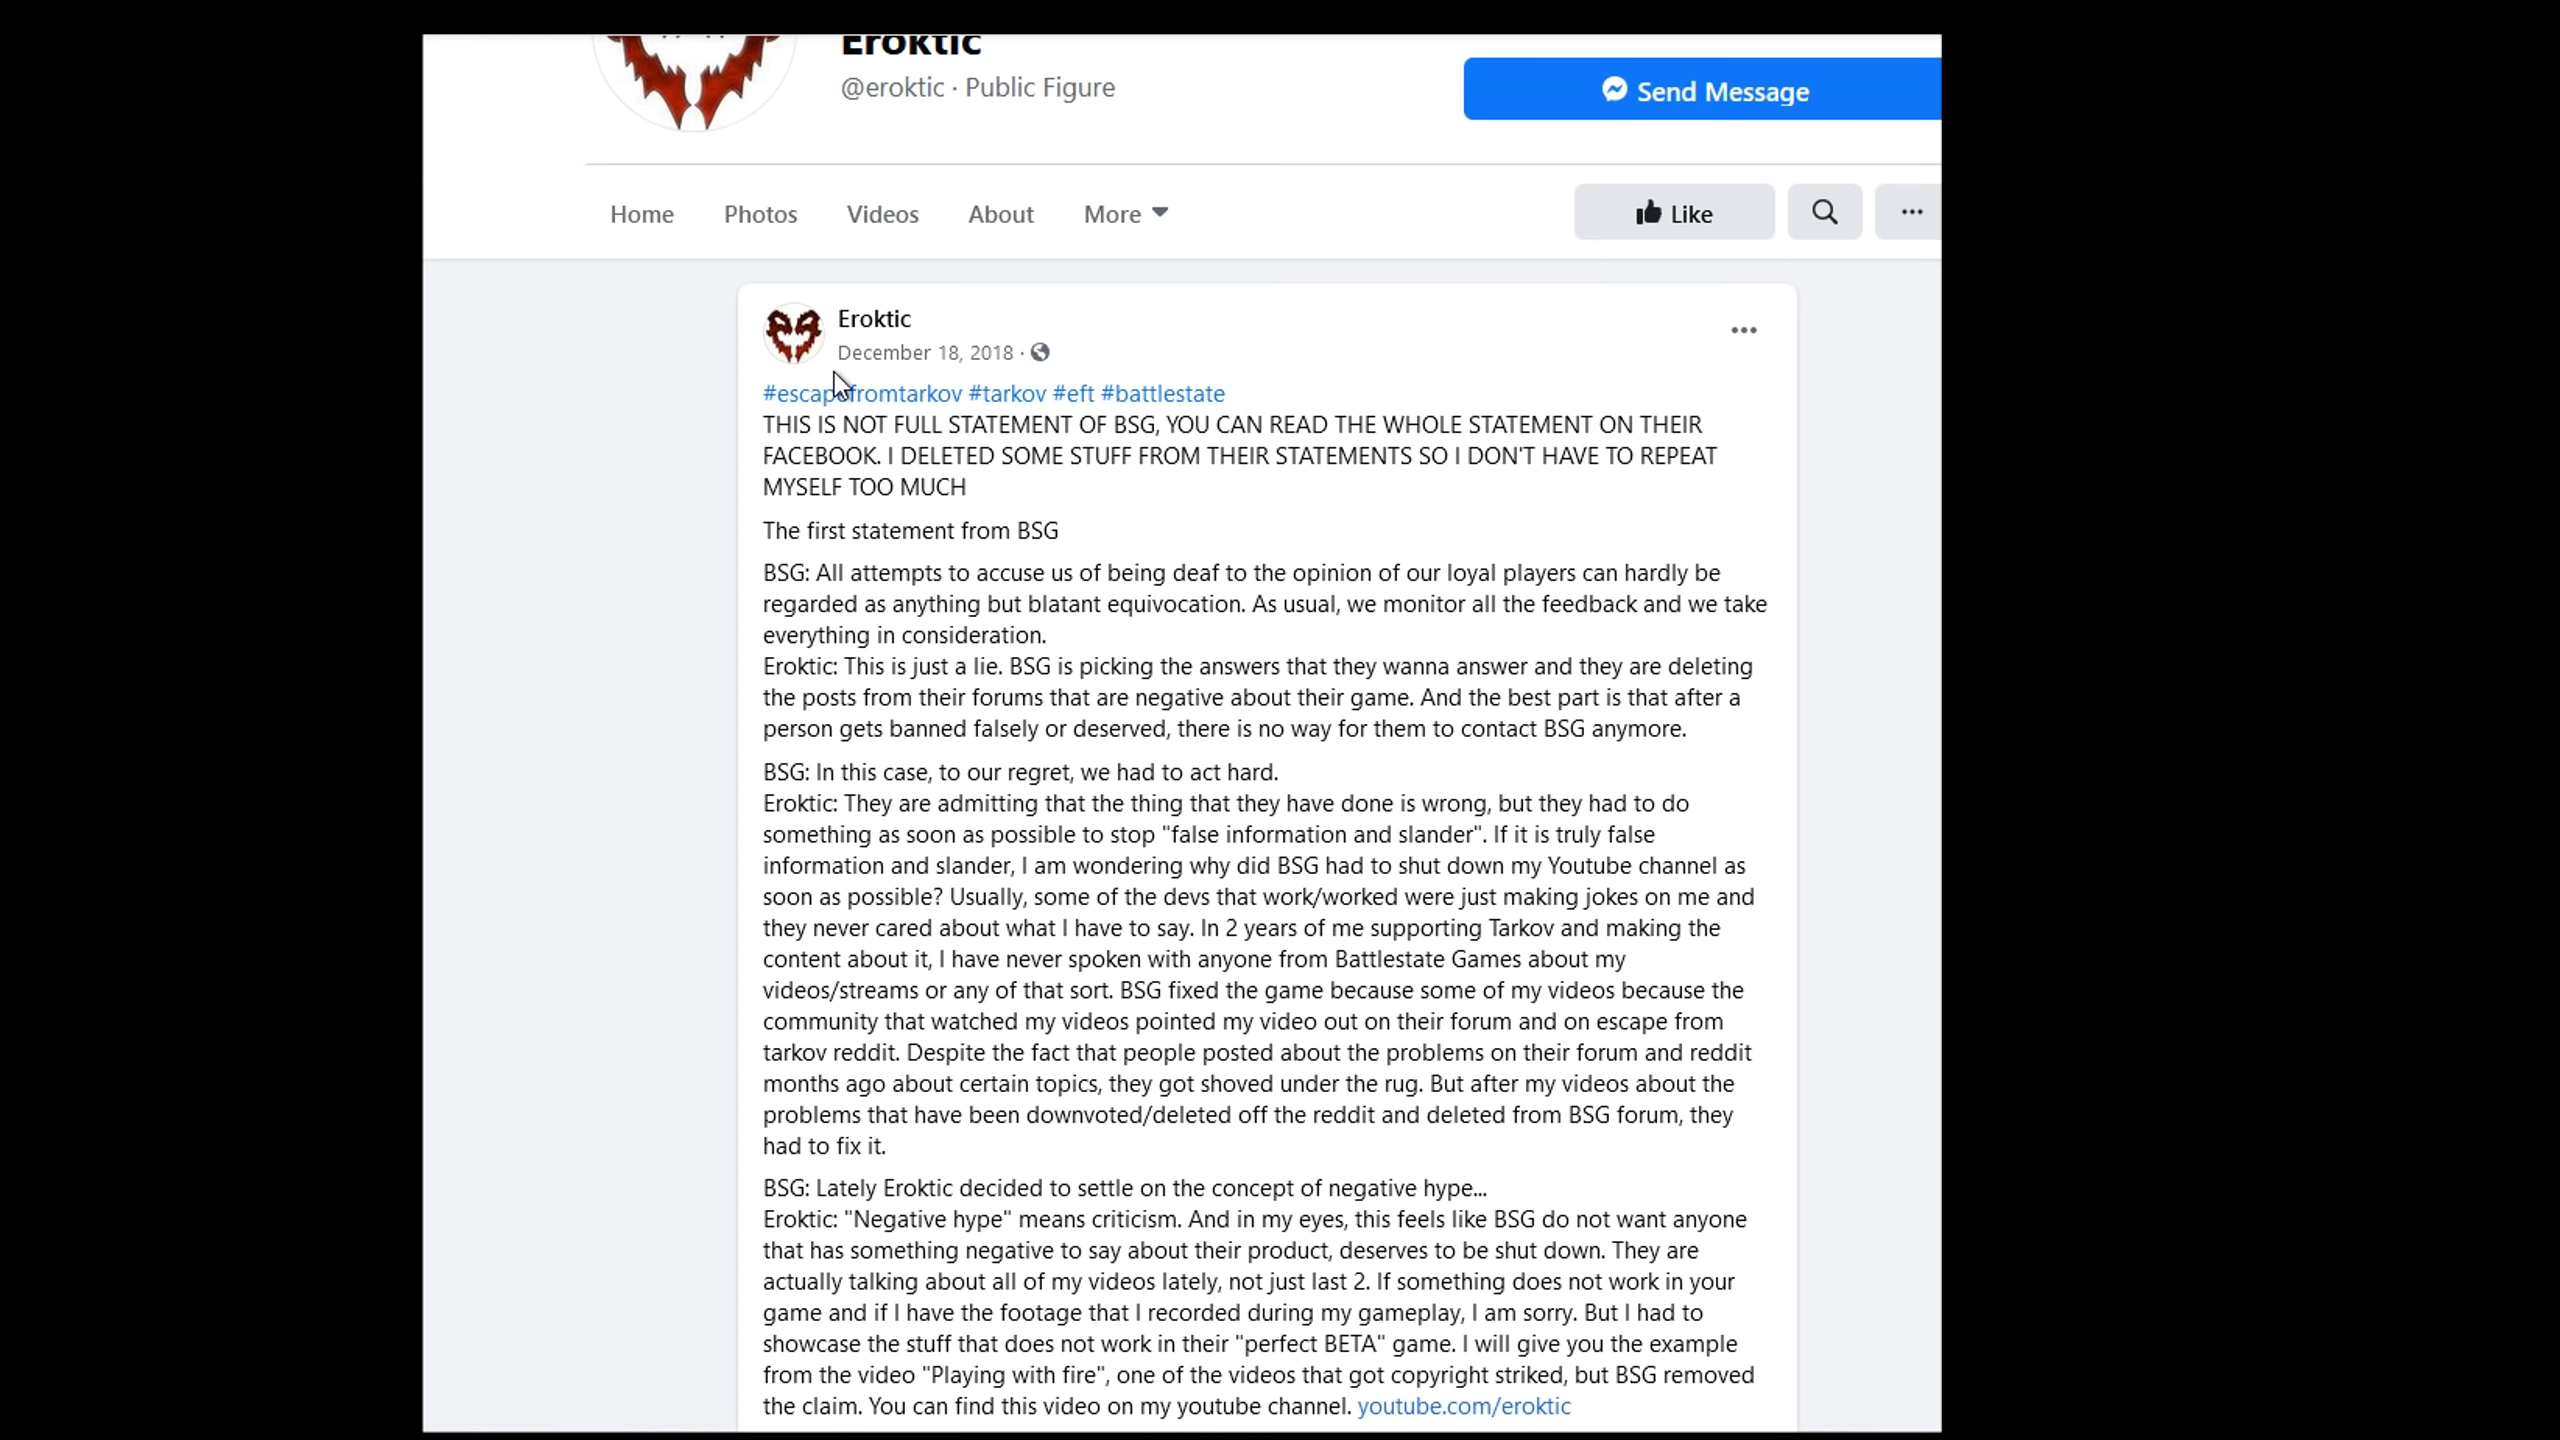 Eroktic
@eroktic · Public Figure
Send Message
Home Photos Videos About More
Like
Eroktic
December 18, 2018 ·
#escapefromtarkov #tarkov #eft #battlestate
THIS IS NOT FULL STATEMENT OF BSG, YOU CAN READ THE WHOLE STATEMENT ON THEIR
FACEBOOK. I DELETED SOME STUFF FROM THEIR STATEMENTS SO I DON'T HAVE TO REPEAT
MYSELF TOO MUCH
The first statement from BSG
BSG: All attempts to accuse us of being deaf to the opinion of our loyal players can hardly be
regarded as anything but blatant equivocation. As usual, we monitor all the feedback and we take
everything in consideration.
Eroktic: This is just a lie. BSG is picking the answers that they wanna answer and they are deleting
the posts from their forums that are negative about their game. And the best part is that after a
person gets banned falsely or deserved, there is no way for them to contact BSG anymore.
BSG: In this case, to our regret, we had to act hard.
Eroktic: They are admitting that the thing that they have done is wrong, but they had to do
something as soon as possible to stop "false information and slander". If it is truly false
information and slander, I am wondering why did BSG had to shut down my Youtube channel as
soon as possible? Usually, some of the devs that work/worked were just making jokes on me and
they never cared about what I have to say. In 2 years of me supporting Tarkov and making the
content about it, I have never spoken with anyone from Battlestate Games about my
videos/streams or any of that sort. BSG fixed the game because some of my videos because the
community that watched my videos pointed my video out on their forum and on escape from
tarkov reddit. Despite the fact that people posted about the problems on their forum and reddit
months ago about certain topics, they got shoved under the rug. But after my videos about the
problems that have been downvoted/deleted off the reddit and deleted from BSG forum, they
had to fix it.
BSG: Lately Eroktic decided to settle on the concept of negative hype...
Eroktic: "Negative hype" means criticism. And in my eyes, this feels like BSG do not want anyone
that has something negative to say about their product, deserves to be shut down. They are
actually talking about all of my videos lately, not just last 2. If something does not work in your
game and if I have the footage that I recorded during my gameplay, I am sorry. But I had to
showcase the stuff that does not work in their "perfect BETA" game. I will give you the example
from the video "Playing with fire", one of the videos that got copyright striked, but BSG removed
the claim. You can find this video on my youtube channel. youtube.com/eroktic